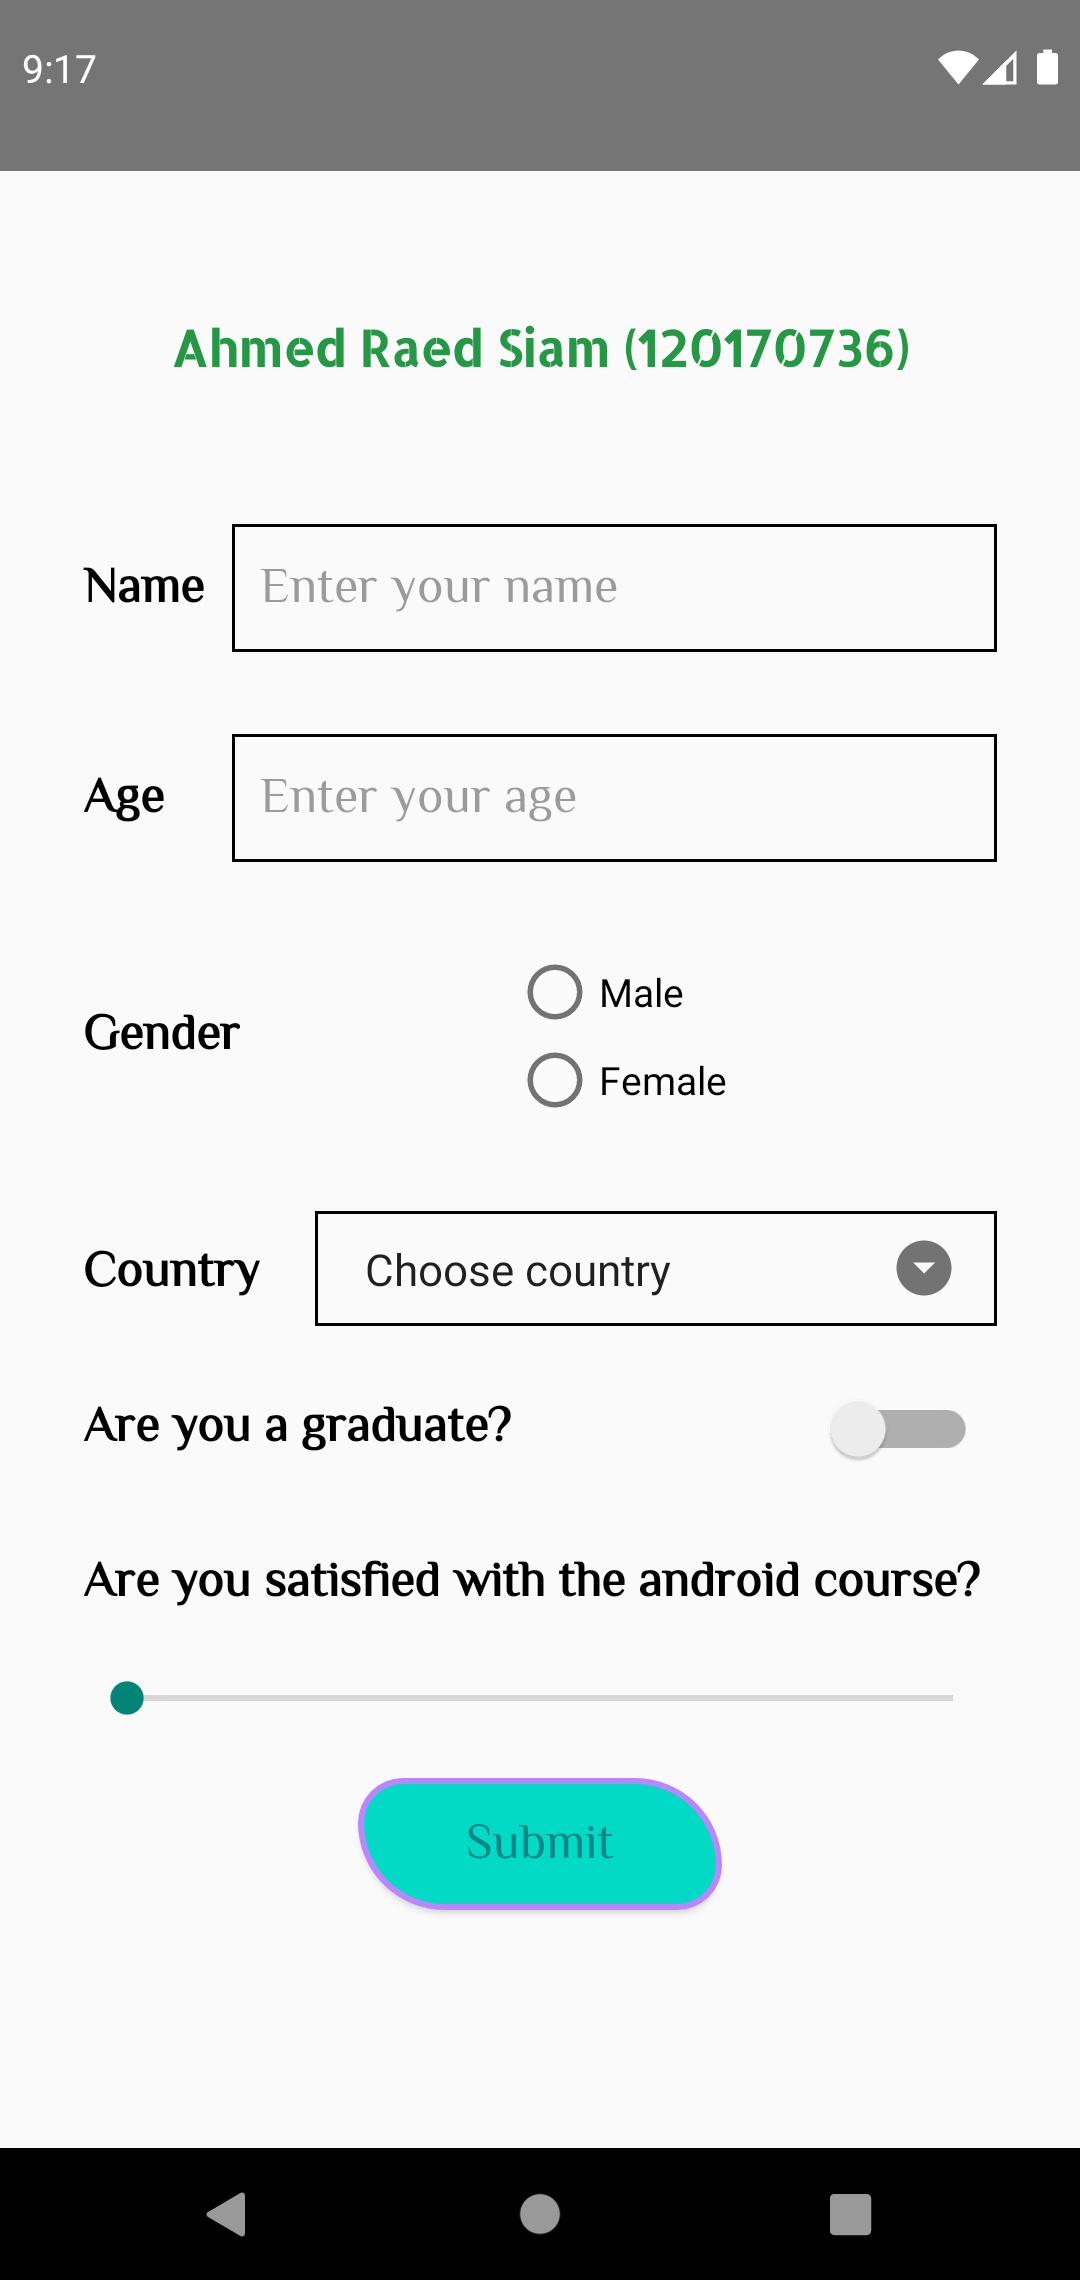 9:17
Ahmed Raed Siam (120170736)
Name
Enter your name
Age
Enter your age
Gender
Male
Female
Country
Choose country
Are you a graduate?
Are you satisfied with the android course?
Submit